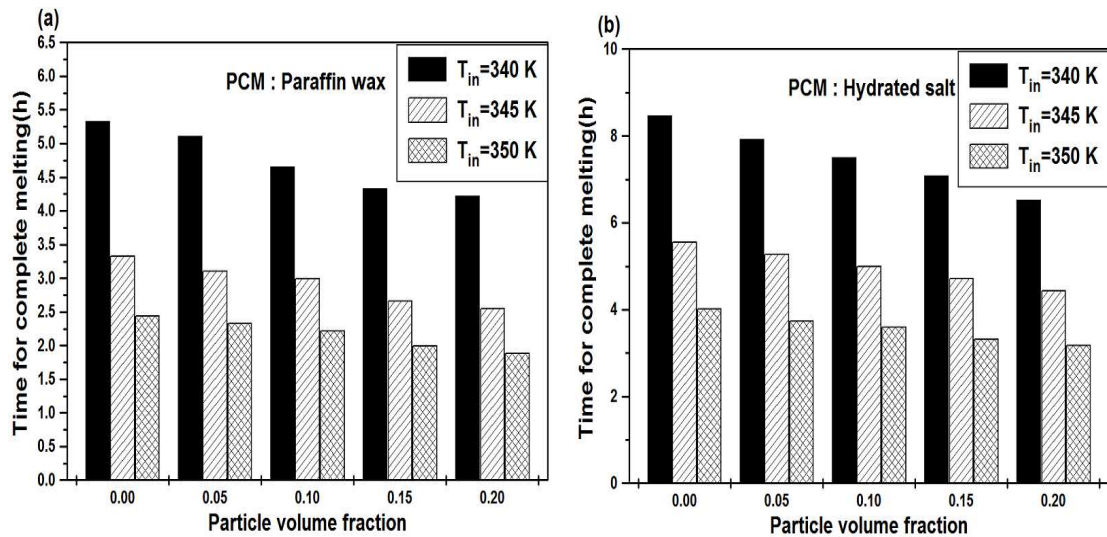 (a)
6.5
6.0
5.5
5.0
4.5
4.0
3.5
3.0
2.5
2.0
1.5
1.0
0.5
0.0
Time for complete melting(h)
PCM : Paraffin wax
T_in=340 K
T_in=345 K
T_in=350 K
0.00 0.05 0.10 0.15 0.20
Particle volume fraction
(b)
10
8
6
4
2
0
Time for complete melting(h)
PCM : Hydrated salt
T_in=340 K
T_in=345 K
T_in=350 K
0.00 0.05 0.10 0.15 0.20
Particle volume fraction